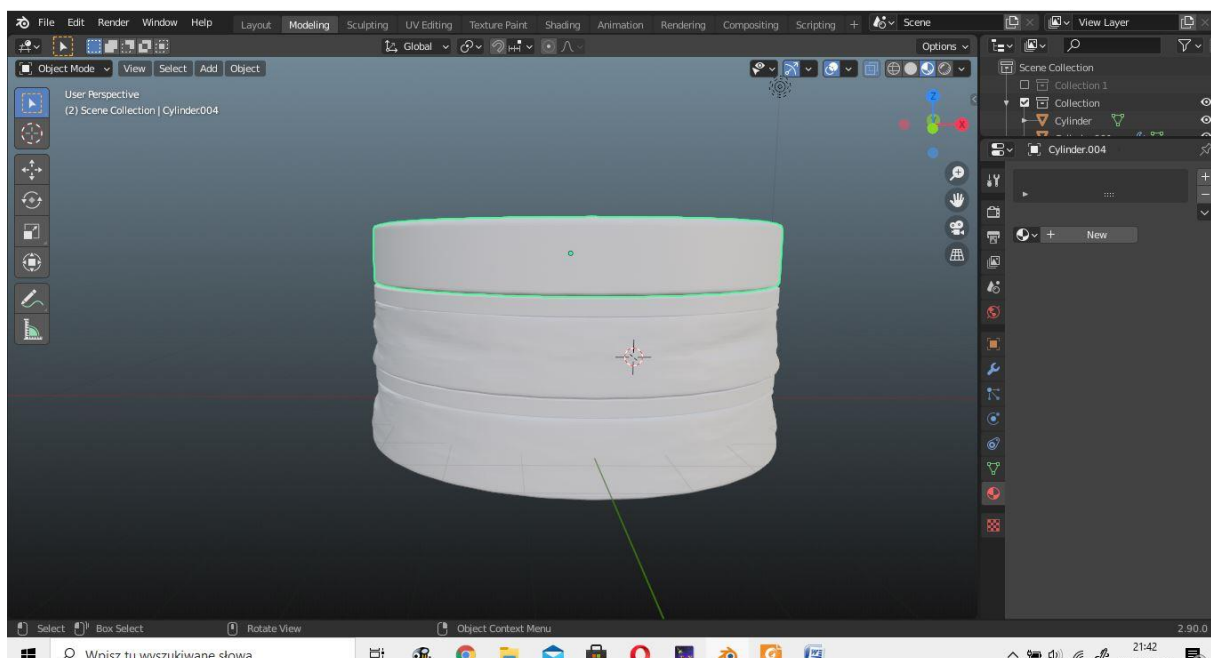 File Edit Render Window Help Layout Modeling Sculpting UV Editing Texture Paint Shading Animation Rendering Compositing Scripting + Scene View Layer
Global Options
Object Mode View Select Add Object
User Perspective
(2) Scene Collection | Cylinder.004
Z
X
Scene Collection
Collection 1
Collection
Cylinder
Cylinder.004
+ New
Select Box Select Rotate View Object Context Menu 2.90.0
Wpisz tu wyszukiwane słowa 21:42